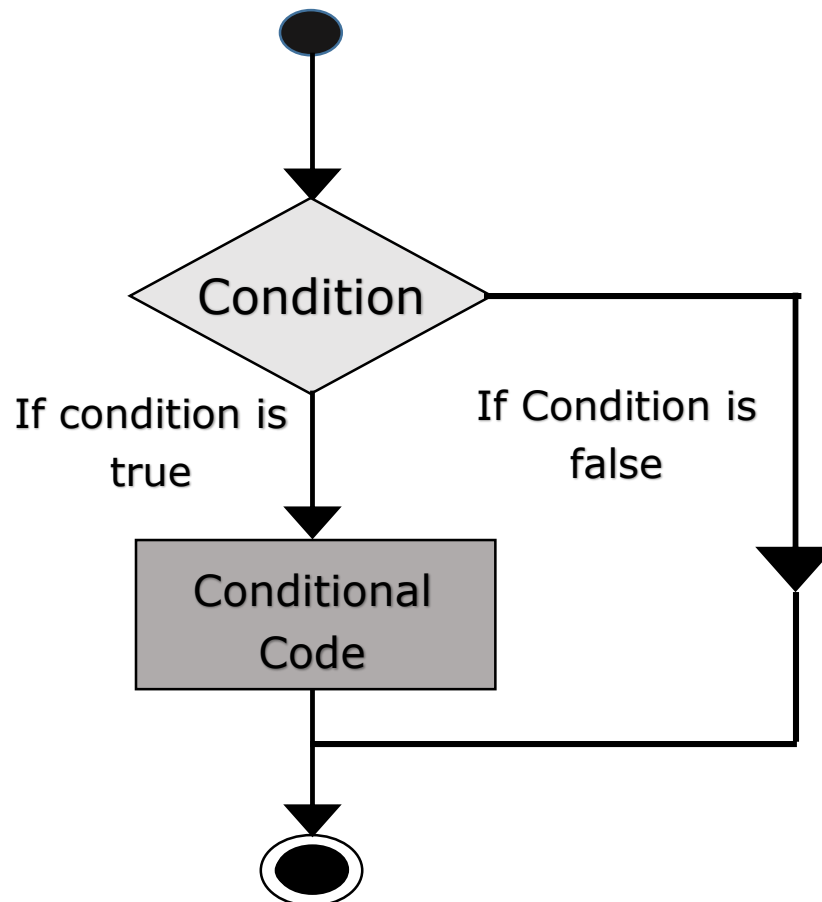 Condition
If condition is
true
If Condition is
false
Conditional
Code